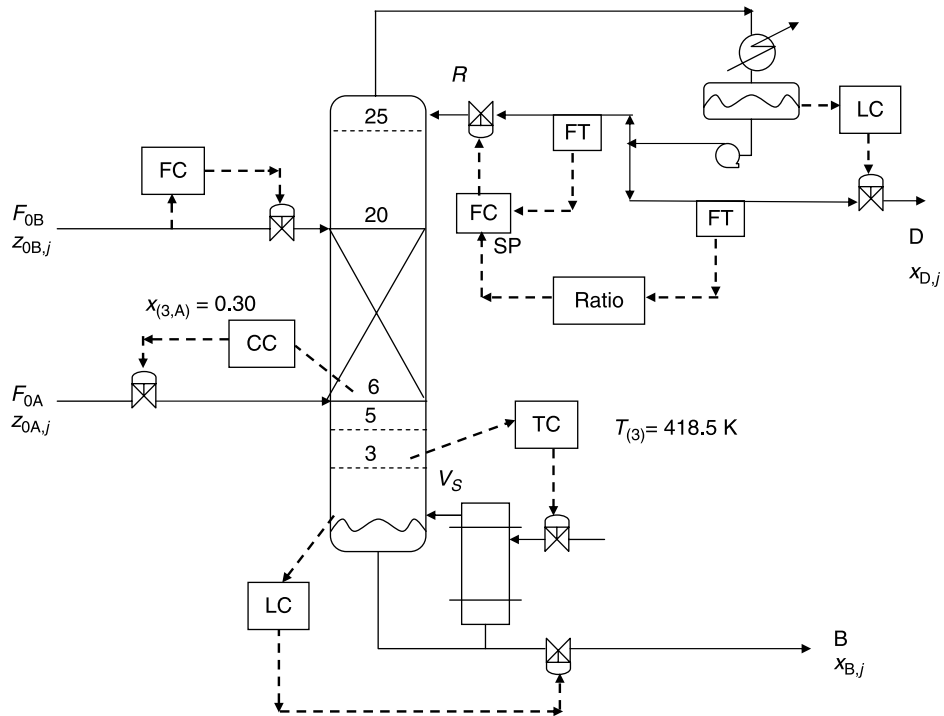 R
25
LC
FT
FC
F0B
z0B,j
20
FC
SP
FT
D
xD,j
Ratio
x(3,A) = 0.30
CC
F0A
z0A,j
6
5
3
TC
T(3)= 418.5 K
VS
LC
B
xB,j